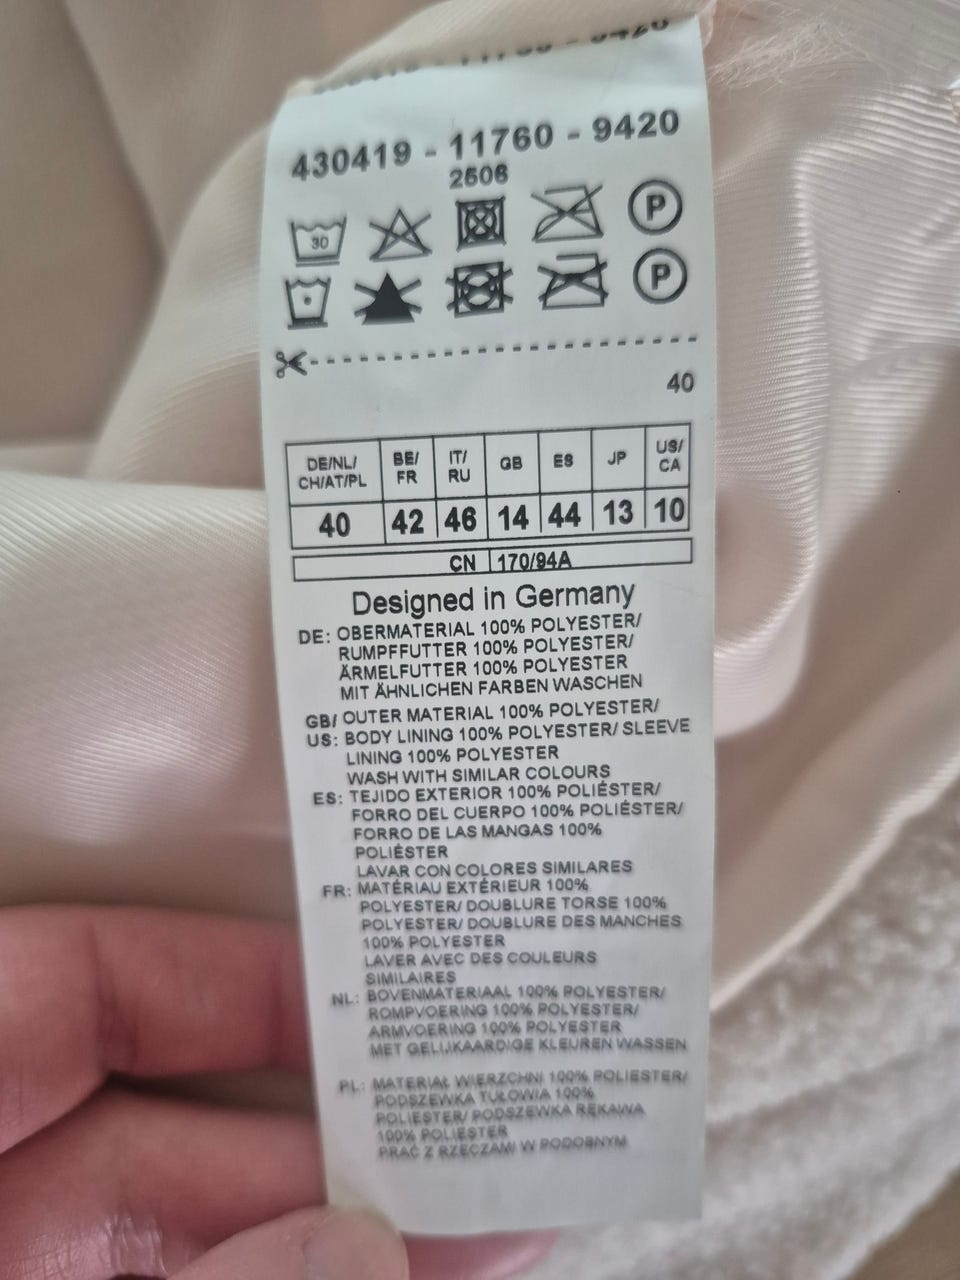 430419 - 11760 - 9420
2506
30 P
P
40
DE/NL/ CH/AT/PL BE/ FR IT/ RU GB ES JP US/ CA
40 42 46 14 44 13 10
CN 170/94A
Designed in Germany
DE: OBERMATERIAL 100% POLYESTER/
RUMPFFUTTER 100% POLYESTER/
ÄRMELFUTTER 100% POLYESTER
MIT ÄHNLICHEN FARBEN WASCHEN
GB/ OUTER MATERIAL 100% POLYESTER/
US: BODY LINING 100% POLYESTER/ SLEEVE
LINING 100% POLYESTER
WASH WITH SIMILAR COLOURS
ES: TEJIDO EXTERIOR 100% POLIÉSTER/
FORRO DEL CUERPO 100% POLIÉSTER/
FORRO DE LAS MANGAS 100%
POLIÉSTER
LAVAR CON COLORES SIMILARES
FR: MATÉRIAU EXTÉRIEUR 100%
POLYESTER/ DOUBLURE TORSE 100%
POLYESTER/ DOUBLURE DES MANCHES
100% POLYESTER
LAVER AVEC DES COULEURS
SIMILAIRES
NL: BOVENMATERIAAL 100% POLYESTER/
ROMPVOERING 100% POLYESTER/
ARMVOERING 100% POLYESTER
MET GELIJKAARDIGE KLEUREN WASSEN
PL: MATERIAŁ WIERZCHNI 100% POLIESTER/
PODSZEWKA TUŁOWIA 100%
POLIESTER/ PODSZEWKA RĘKAWA
100% POLIESTER
PRAĆ Z RZECZAMI W PODOBNYM